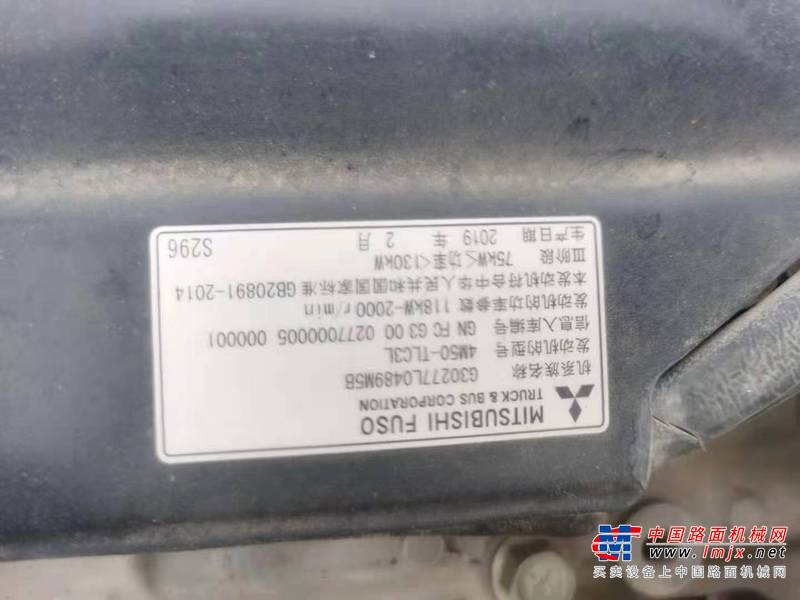 MITSUBISHI FUSO
TRUCK & BUS CORPORATION
机系族名称 G30277L0489M5B
发动机的型号 4M50-TLC3L
信息入库编号 GN FC G3 00 0277000005 000001
发动机的功率参数 118kW-2000 r/min
本发动机符合中华人民共和国国家标准 GB20891-2014
III阶段 75kW<功率<130kW
生产日期 2019 年 2 月
S296
中国路面机械网
www.lmjx.net
买卖设备上中国路面机械网